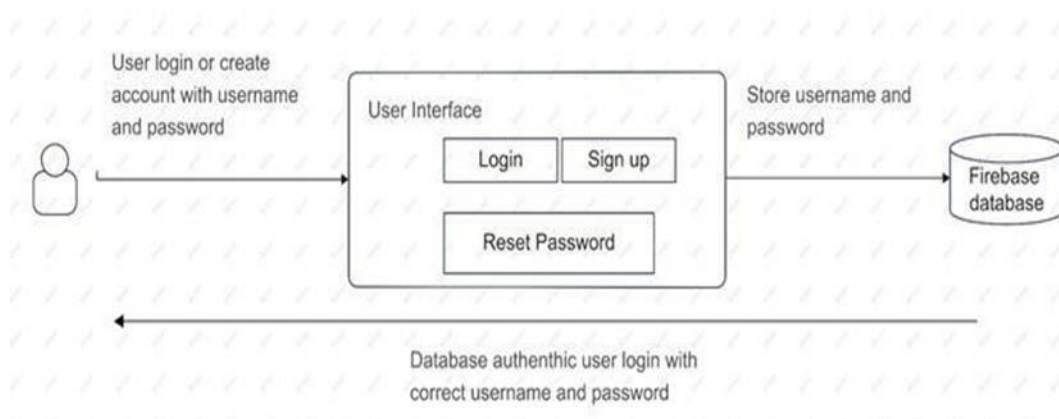 User login or create
account with username
and password
User Interface
Login
Sign up
Reset Password
Store username and
password
Firebase
database
Database authenthic user login with
correct username and password